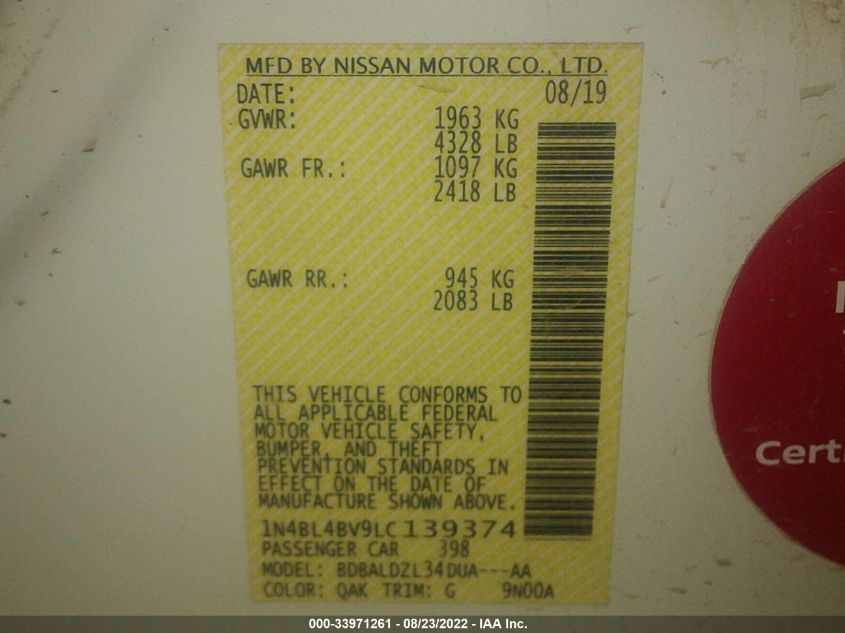 MFD BY NISSAN MOTOR CO., LTD.
DATE: 08/19
GVWR: 1963 KG
4328 LB
GAWR FR.: 1097 KG
2418 LB
GAWR RR.: 945 KG
2083 LB
THIS VEHICLE CONFORMS TO
ALL APPLICABLE FEDERAL
MOTOR VEHICLE SAFETY,
BUMPER, AND THEFT
PREVENTION STANDARDS IN
EFFECT ON THE DATE OF
MANUFACTURE SHOWN ABOVE.
1N4BL4BV9LC139374
PASSENGER CAR 398
MODEL: BDBALDZL34DUA---AA
COLOR: QAK TRIM: G 9N00A
Cert
000-33971261 - 08/23/2022 - IAA Inc.